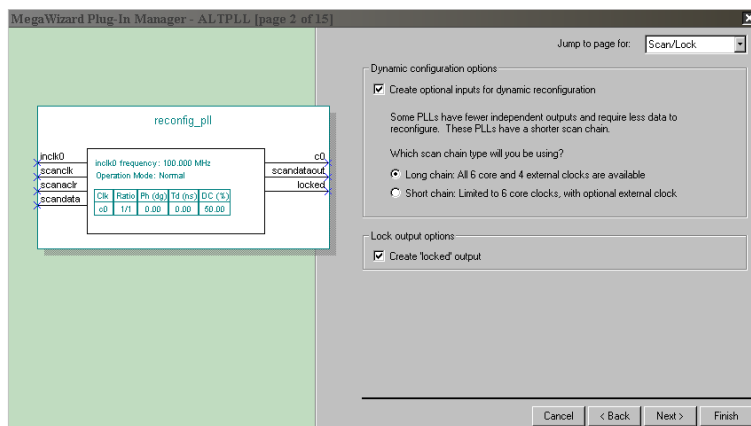 MegaWizard Plug-In Manager - ALTPLL [page 2 of 15]
Jump to page for: Scan/Lock
Dynamic configuration options
Create optional inputs for dynamic reconfiguration
Some PLLs have fewer independent outputs and require less data to
reconfigure. These PLLs have a shorter scan chain.
Which scan chain type will you be using?
Long chain: All 6 core and 4 external clocks are available
Short chain: Limited to 6 core clocks, with optional external clock
Lock output options
Create 'locked' output
reconfig_pll
inclk0
scanclk
scanaclr
scandata
inclk0 frequency: 100.000 MHz
Operation Mode: Normal
Clk Ratio Ph (dg) Td (ns) DC (%)
c0 1/1 0.00 0.00 50.00
c0
scandataout
locked
Cancel < Back Next > Finish